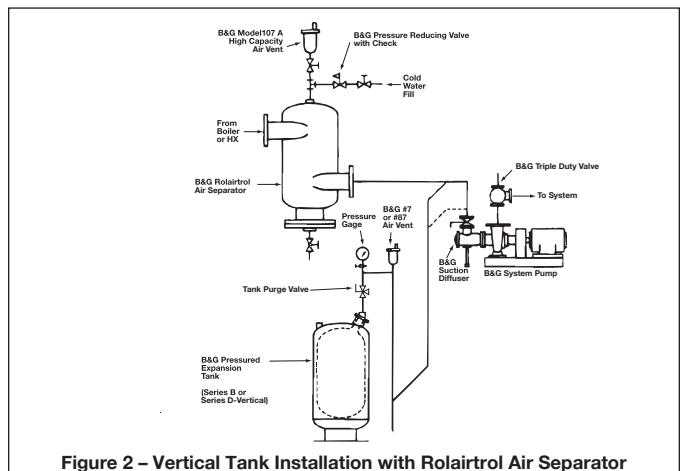 B&G Model107 A
High Capacity
Air Vent
B&G Pressure Reducing Valve
with Check
Cold
Water
Fill
From
Boiler
or HX
B&G Rolairtrol
Air Separator
B&G Triple Duty Valve
To System
B&G #7
or #87
Air Vent
Pressure
Gage
B&G
Suction
Diffuser
B&G System Pump
Tank Purge Valve
B&G Pressured
Expansion
Tank
(Series B or
Series D-Vertical)
Figure 2 – Vertical Tank Installation with Rolairtrol Air Separator